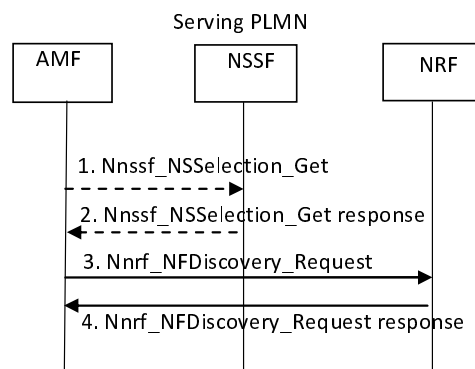 Serving PLMN
AMF
NSSF
NRF
1. Nnssf_NSSelection_Get
2. Nnssf_NSSelection_Get response
3. Nnrf_NFDiscovery_Request
4. Nnrf_NFDiscovery_Request response